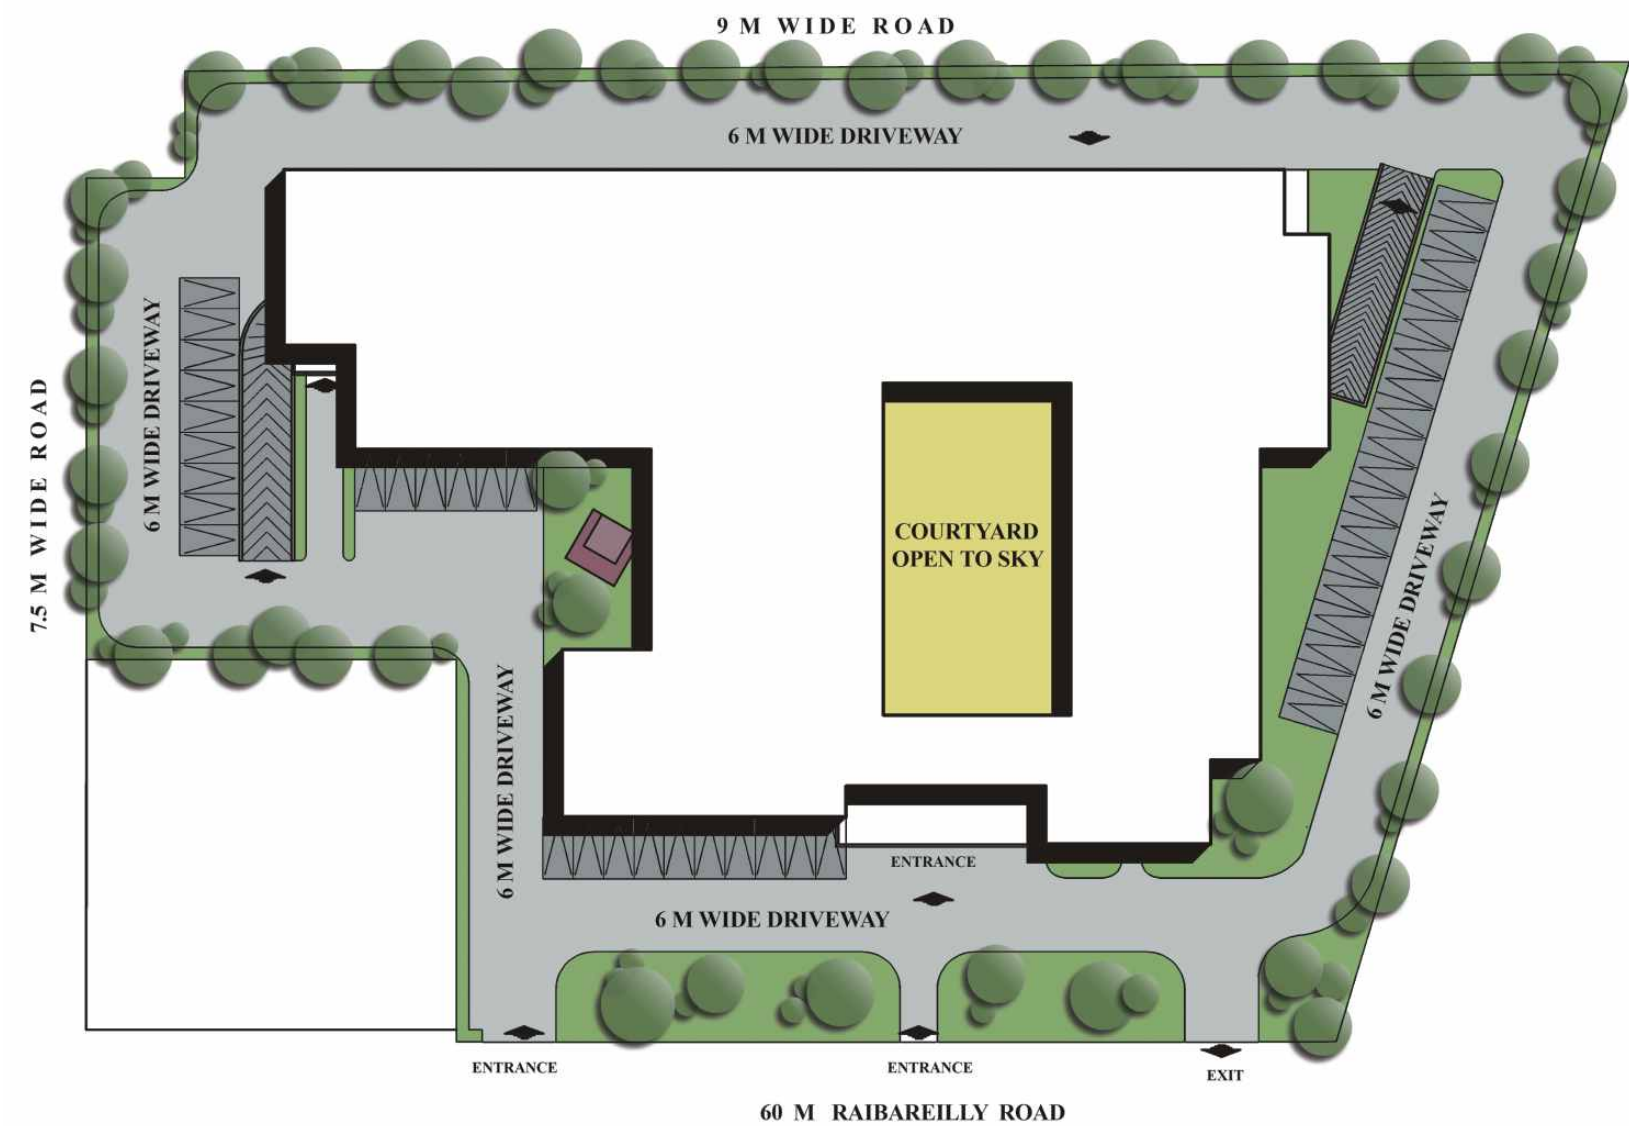 9 M WIDE ROAD
6 M WIDE DRIVEWAY
6 M WIDE DRIVEWAY
7.5 M WIDE ROAD
COURTYARD
OPEN TO SKY
6 M WIDE DRIVEWAY
6 M WIDE DRIVEWAY
ENTRANCE
6 M WIDE DRIVEWAY
ENTRANCE
ENTRANCE
EXIT
60 M RAIBAREILLY ROAD